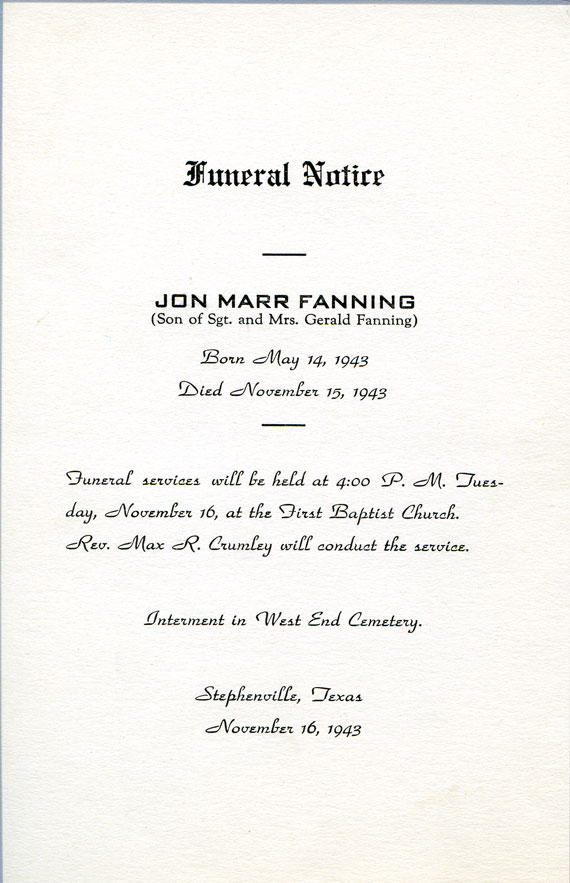 Funeral Notice
JON MARR FANNING
(Son of Sgt. and Mrs. Gerald Fanning)
Born May 14, 1943
Died November 15, 1943
Funeral services will be held at 4:00 P. M. Tues-
day, November 16, at the First Baptist Church.
Rev. Max R. Crumley will conduct the service.
Interment in West End Cemetery.
Stephenville, Texas
November 16, 1943